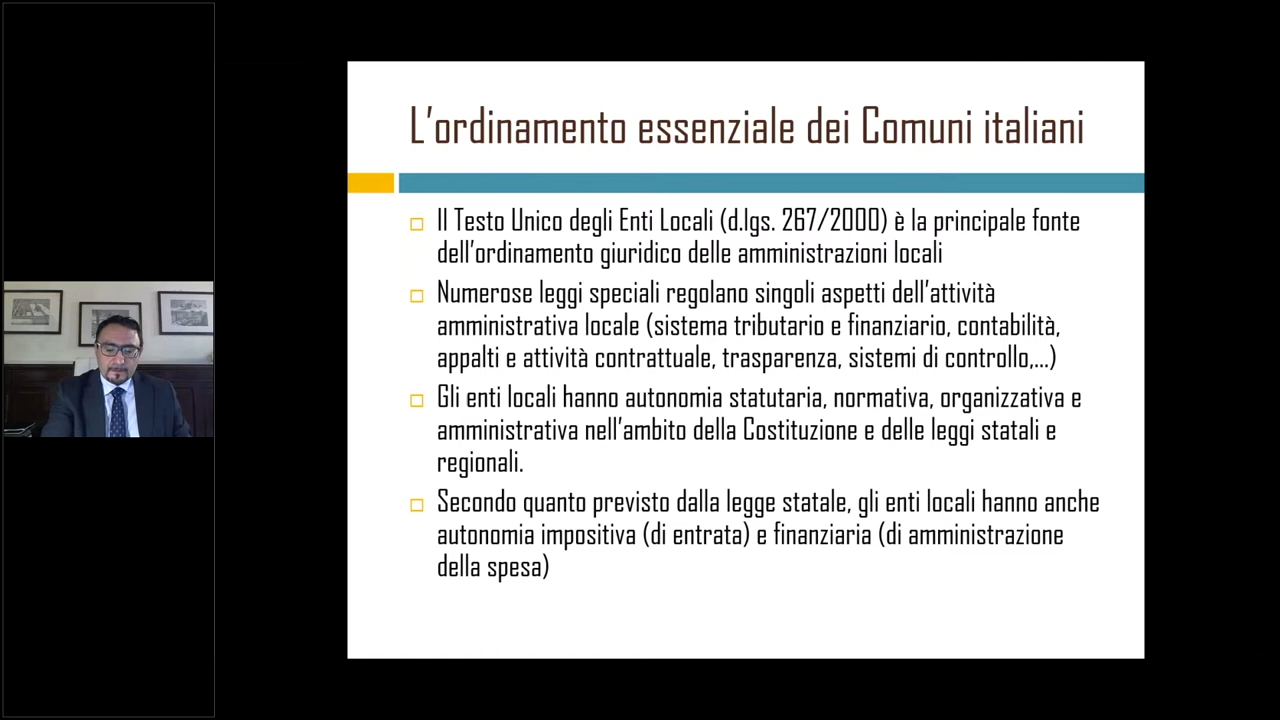 L'ordinamento essenziale dei Comuni italiani
Il Testo Unico degli Enti Locali (d.lgs. 267/2000) è la principale fonte
dell'ordinamento giuridico delle amministrazioni locali
Numerose leggi speciali regolano singoli aspetti dell'attività
amministrativa locale (sistema tributario e finanziario, contabilità,
appalti e attività contrattuale, trasparenza, sistemi di controllo,...)
Gli enti locali hanno autonomia statutaria, normativa, organizzativa e
amministrativa nell'ambito della Costituzione e delle leggi statali e
regionali.
Secondo quanto previsto dalla legge statale, gli enti locali hanno anche
autonomia impositiva (di entrata) e finanziaria (di amministrazione
della spesa)